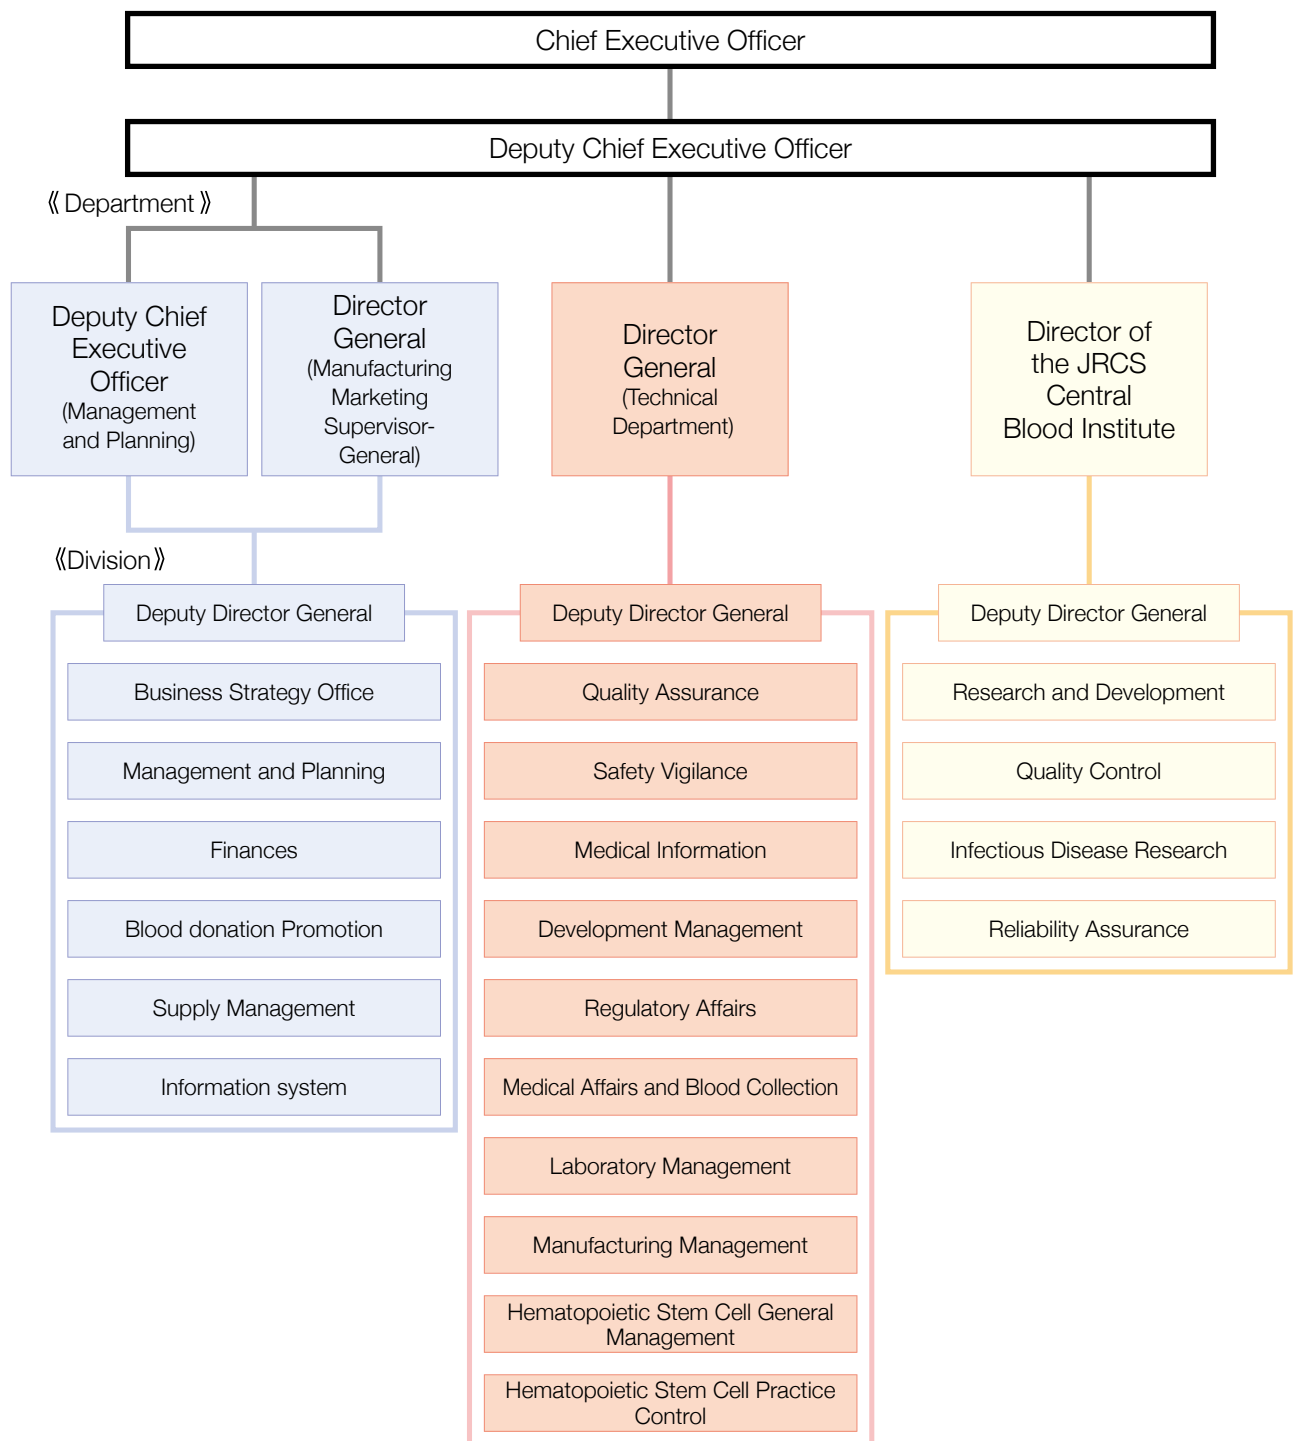 Chief Executive Officer
Deputy Chief Executive Officer
《Department》
Deputy Chief
Executive
Officer
(Management
and Planning)
Director
General
(Manufacturing
Marketing
Supervisor-
General)
Director
General
(Technical
Department)
Director of
the JRCS
Central
Blood Institute
《Division》
Deputy Director General
Business Strategy Office
Management and Planning
Finances
Blood donation Promotion
Supply Management
Information system
Deputy Director General
Quality Assurance
Safety Vigilance
Medical Information
Development Management
Regulatory Affairs
Medical Affairs and Blood Collection
Laboratory Management
Manufacturing Management
Hematopoietic Stem Cell General
Management
Hematopoietic Stem Cell Practice
Control
Deputy Director General
Research and Development
Quality Control
Infectious Disease Research
Reliability Assurance